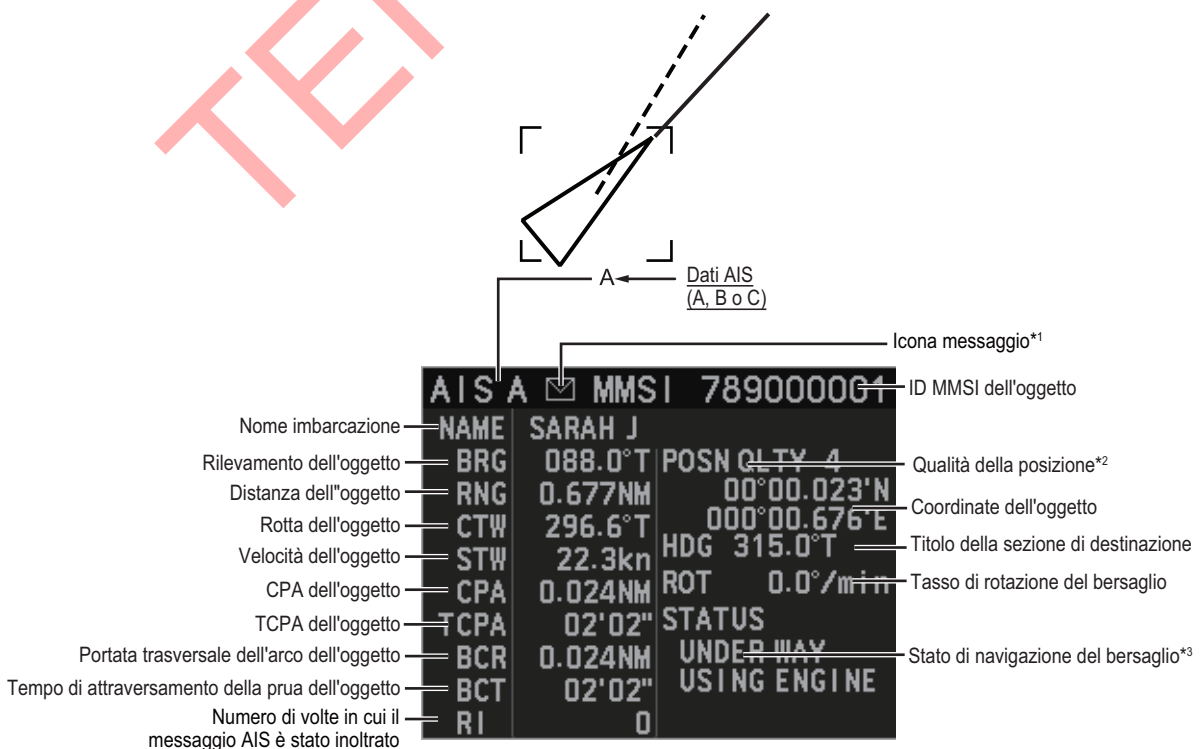 TE
A
Dati AIS
(A, B o C)
Icona messaggio*1
AIS A MMSI 789000001
ID MMSI dell'oggetto
Nome imbarcazione
NAME SARAH J
Rilevamento dell'oggetto
BRG 088.0°T
POSN QLTY 4
Qualità della posizione*2
Distanza dell"oggetto
RNG 0.677NM
00°00.023'N
000°00.676'E
Coordinate dell'oggetto
Rotta dell'oggetto
CTW 296.6°T
HDG 315.0°T
Titolo della sezione di destinazione
Velocità dell'oggetto
STW 22.3kn
ROT 0.0°/min
Tasso di rotazione del bersaglio
CPA dell'oggetto
CPA 0.024NM
TCPA dell'oggetto
TCPA 02'02"
STATUS
UNDER WAY
USING ENGINE
Stato di navigazione del bersaglio*3
Portata trasversale dell'arco dell'oggetto
BCR 0.024NM
Tempo di attraversamento della prua dell'oggetto
BCT 02'02"
Numero di volte in cui il
messaggio AIS è stato inoltrato
RI 0